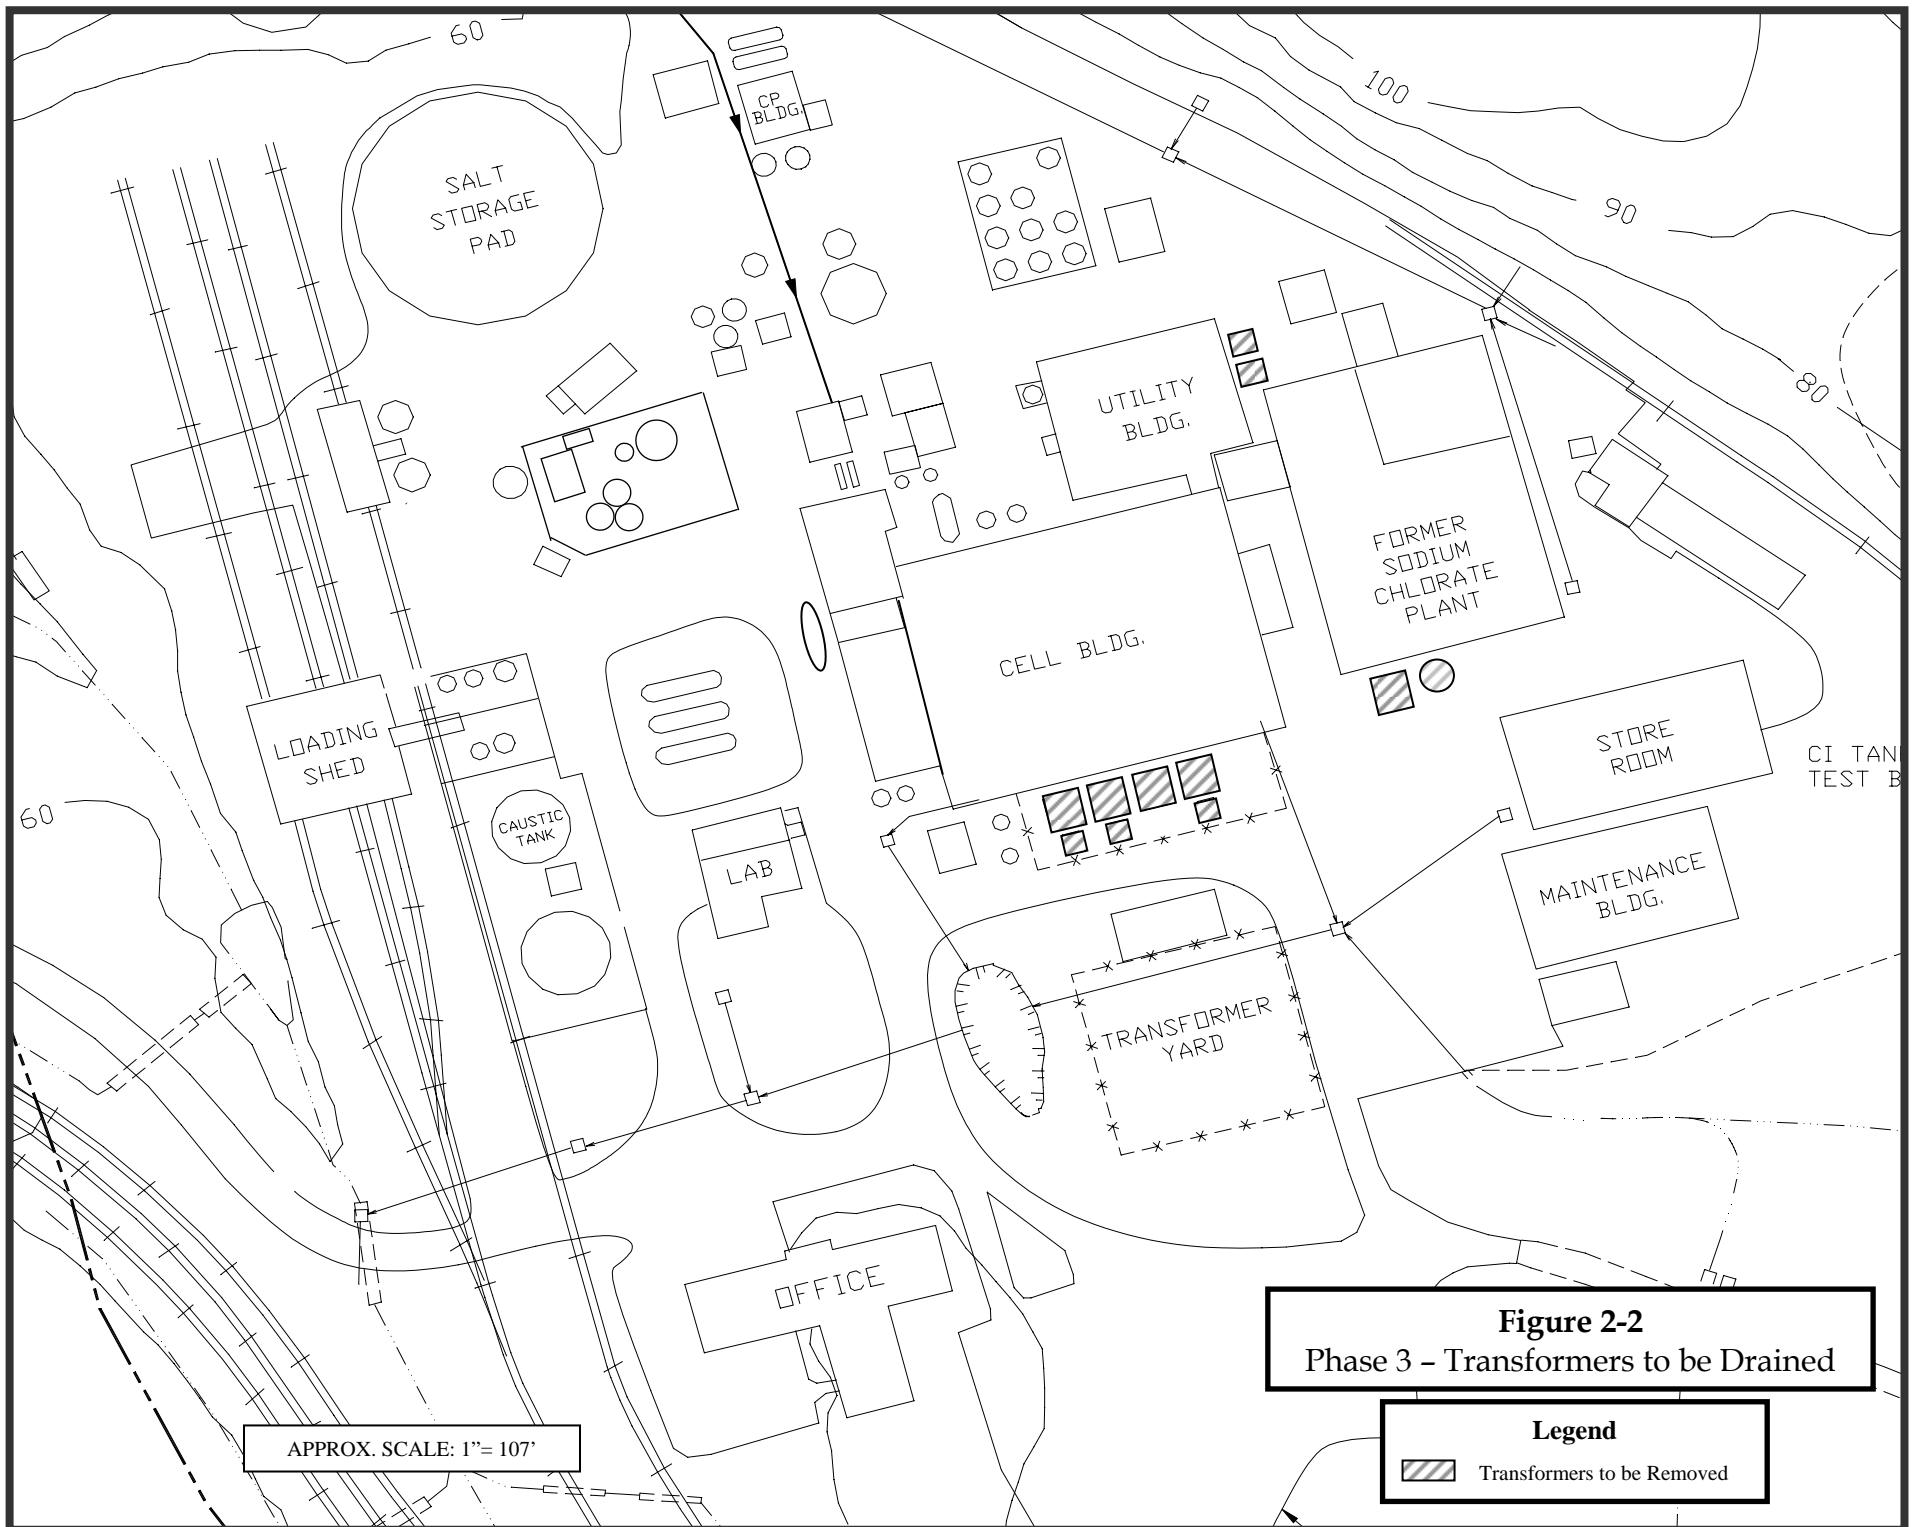 60
100
CP
BLDG.
SALT
STORAGE
PAD
90
80
UTILITY
BLDG.
FORMER
SODIUM
CHLORATE
PLANT
CELL BLDG.
LOADING
SHED
STORE
ROOM
CI TAN
TEST B
60
CAUSTIC
TANK
LAB
MAINTENANCE
BLDG.
TRANSFORMER
YARD
OFFICE
Figure 2-2
Phase 3 – Transformers to be Drained
Legend
Transformers to be Removed
APPROX. SCALE: 1”= 107’